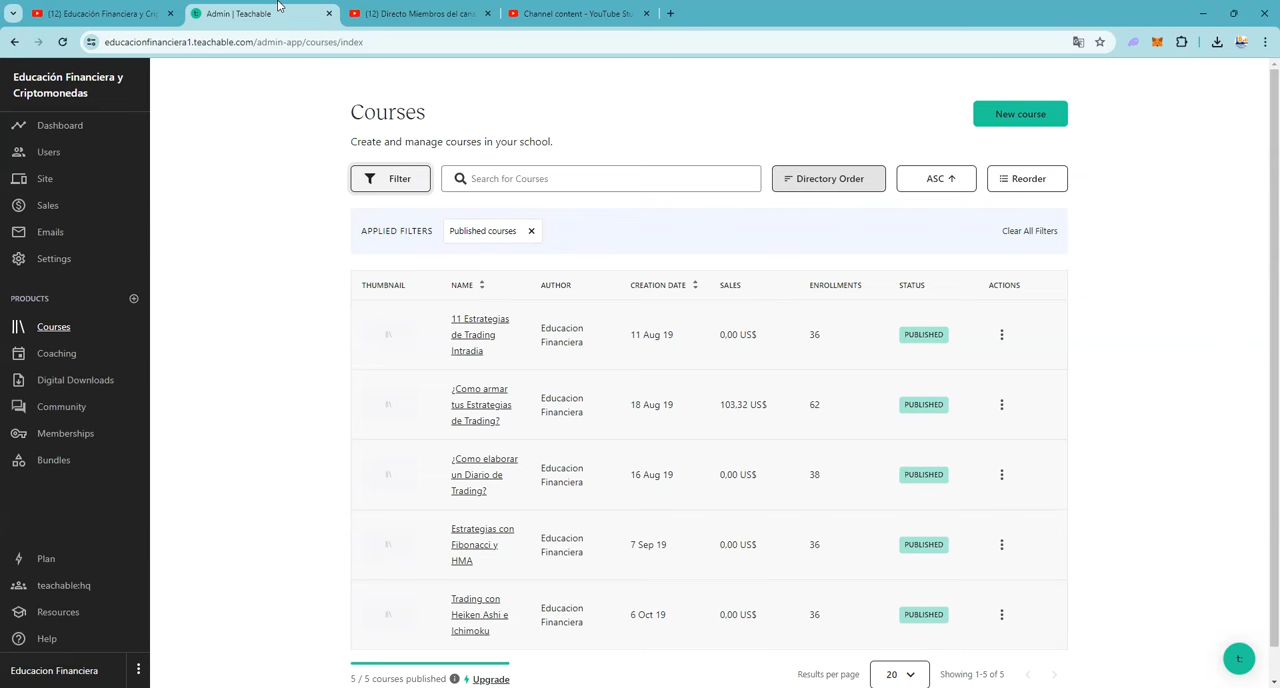 (12) Educación Financiera y Crip
Admin | Teachable
(12) Directo Miembros del cana
Channel content - YouTube Stu
educacionfinanciera1.teachable.com/admin-app/courses/index
Educación Financiera y
Criptomonedas
Dashboard
Users
Site
Sales
Emails
Settings
PRODUCTS
Courses
Coaching
Digital Downloads
Community
Memberships
Bundles
Plan
teachable:hq
Resources
Help
Educacion Financiera
Courses
New course
Create and manage courses in your school.
Filter
Search for Courses
Directory Order
ASC ↑
Reorder
APPLIED FILTERS
Published courses ×
Clear All Filters
THUMBNAIL NAME AUTHOR CREATION DATE SALES ENROLLMENTS STATUS ACTIONS
11 Estrategias
de Trading
Intradia
Educacion
Financiera
11 Aug 19
0,00 US$
36
PUBLISHED
¿Como armar
tus Estrategias
de Trading?
Educacion
Financiera
18 Aug 19
103,32 US$
62
PUBLISHED
¿Como elaborar
un Diario de
Trading?
Educacion
Financiera
16 Aug 19
0,00 US$
38
PUBLISHED
Estrategias con
Fibonacci y
HMA
Educacion
Financiera
7 Sep 19
0,00 US$
36
PUBLISHED
Trading con
Heiken Ashi e
Ichimoku
Educacion
Financiera
6 Oct 19
0,00 US$
36
PUBLISHED
5 / 5 courses published
Upgrade
Results per page
20
Showing 1-5 of 5
t: